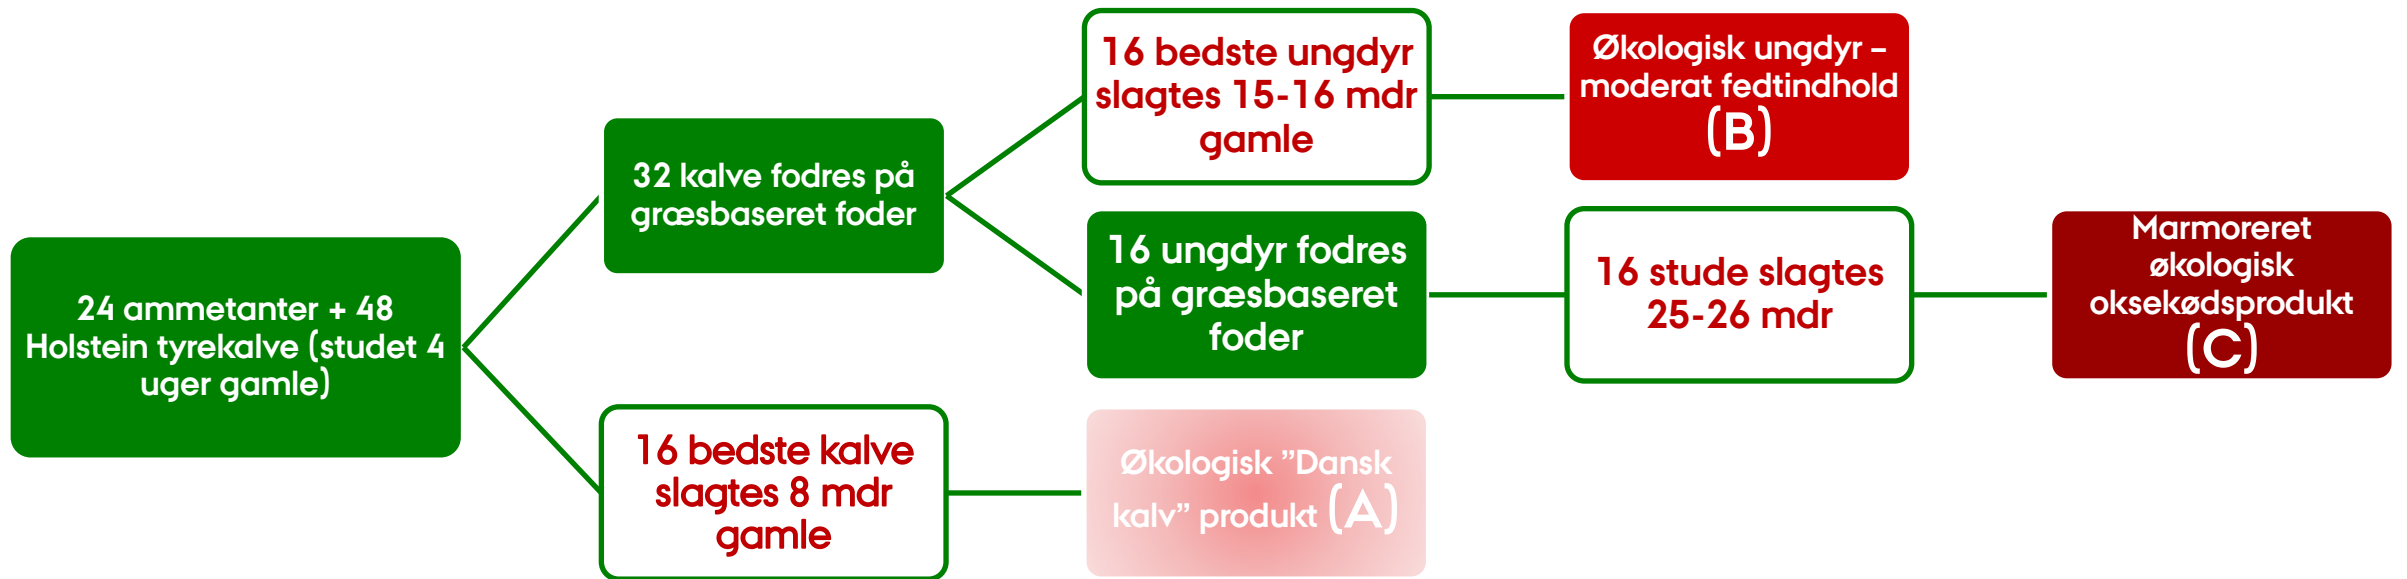 24 ammetanter + 48
Holstein tyrekalve (studet 4
uger gamle)
32 kalve fodres på
græsbaseret foder
16 bedste kalve
slagtes 8 mdr
gamle
16 bedste ungdyr
slagtes 15-16 mdr
gamle
16 ungdyr fodres
på græsbaseret
foder
Økologisk ”Dansk
kalv” produkt (A)
Økologisk ungdyr –
moderat fedtindhold
(B)
16 stude slagtes
25-26 mdr
Marmoreret
økologisk
oksekødsprodukt
(C)